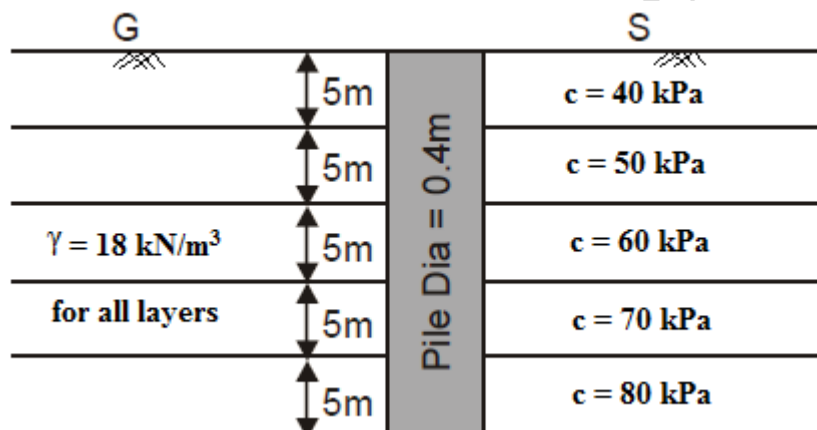 G S
5m c = 40 kPa
5m c = 50 kPa
γ = 18 kN/m³ 5m c = 60 kPa
for all layers 5m c = 70 kPa
5m c = 80 kPa
Pile Dia = 0.4m